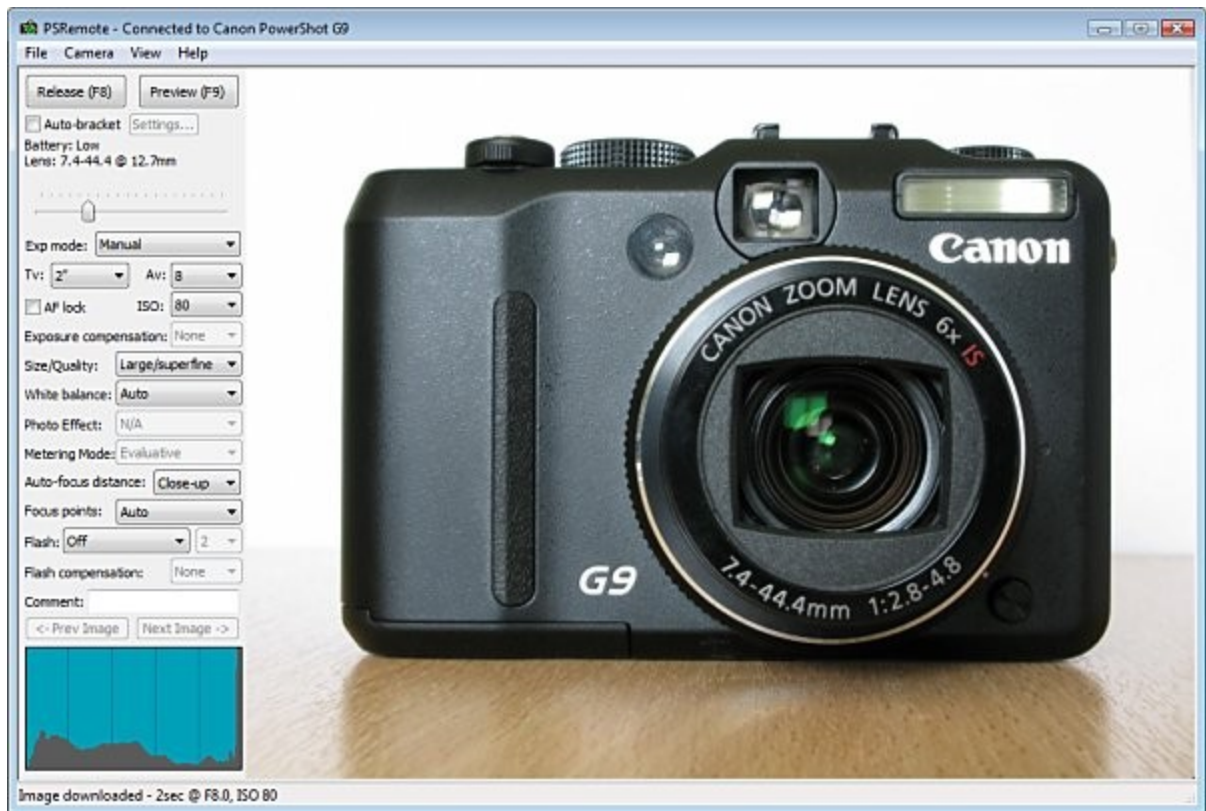 PSRemote - Connected to Canon PowerShot G9
File Camera View Help
Release (F8) Preview (F9)
Auto-bracket Settings...
Battery: Low
Lens: 7.4-44.4 @ 12.7mm
Exp mode: Manual
Tv: 2" Av: 8
AF lock ISO: 80
Exposure compensation: None
Size/Quality: Large/superfine
White balance: Auto
Photo Effect: N/A
Metering Mode: Evaluative
Auto-focus distance: Close-up
Focus points: Auto
Flash: Off 2
Flash compensation: None
Comment:
<- Prev Image Next Image ->
Canon
CANON ZOOM LENS 6x IS
7.4-44.4mm 1:2.8-4.8
G9
Image downloaded - 2sec @ F8.0, ISO 80